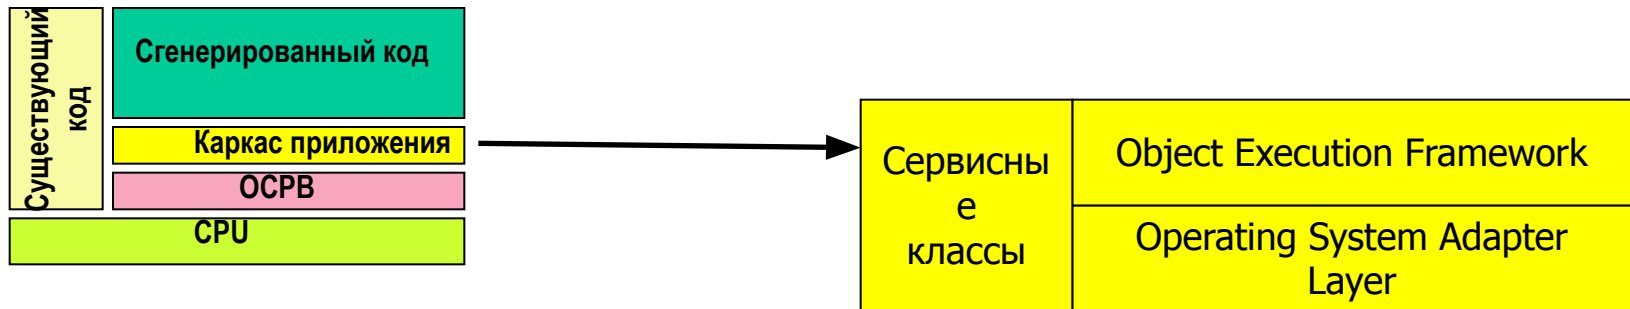 Существующий
код
Сгенерированный код
Каркас приложения
ОСРВ
CPU
Сервисны
е
классы
Object Execution Framework
Operating System Adapter
Layer